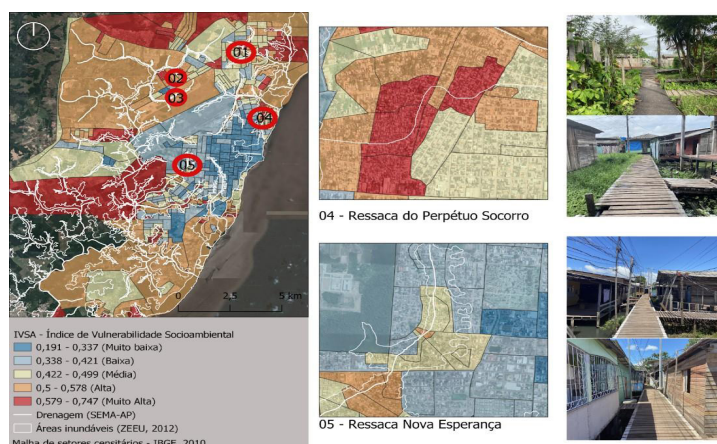 01
02
03
04
05
0 2,5 5 km
IVSA - Índice de Vulnerabilidade Socioambiental
0,191 - 0,337 (Muito baixa)
0,338 - 0,421 (Baixa)
0,422 - 0,499 (Média)
0,5 - 0,578 (Alta)
0,579 - 0,747 (Muito Alta)
Drenagem (SEMA-AP)
Áreas inundáveis (ZEEU, 2012)
Malha de setores censitários - IBGE, 2010
04 - Ressaca do Perpétuo Socorro
05 - Ressaca Nova Esperança